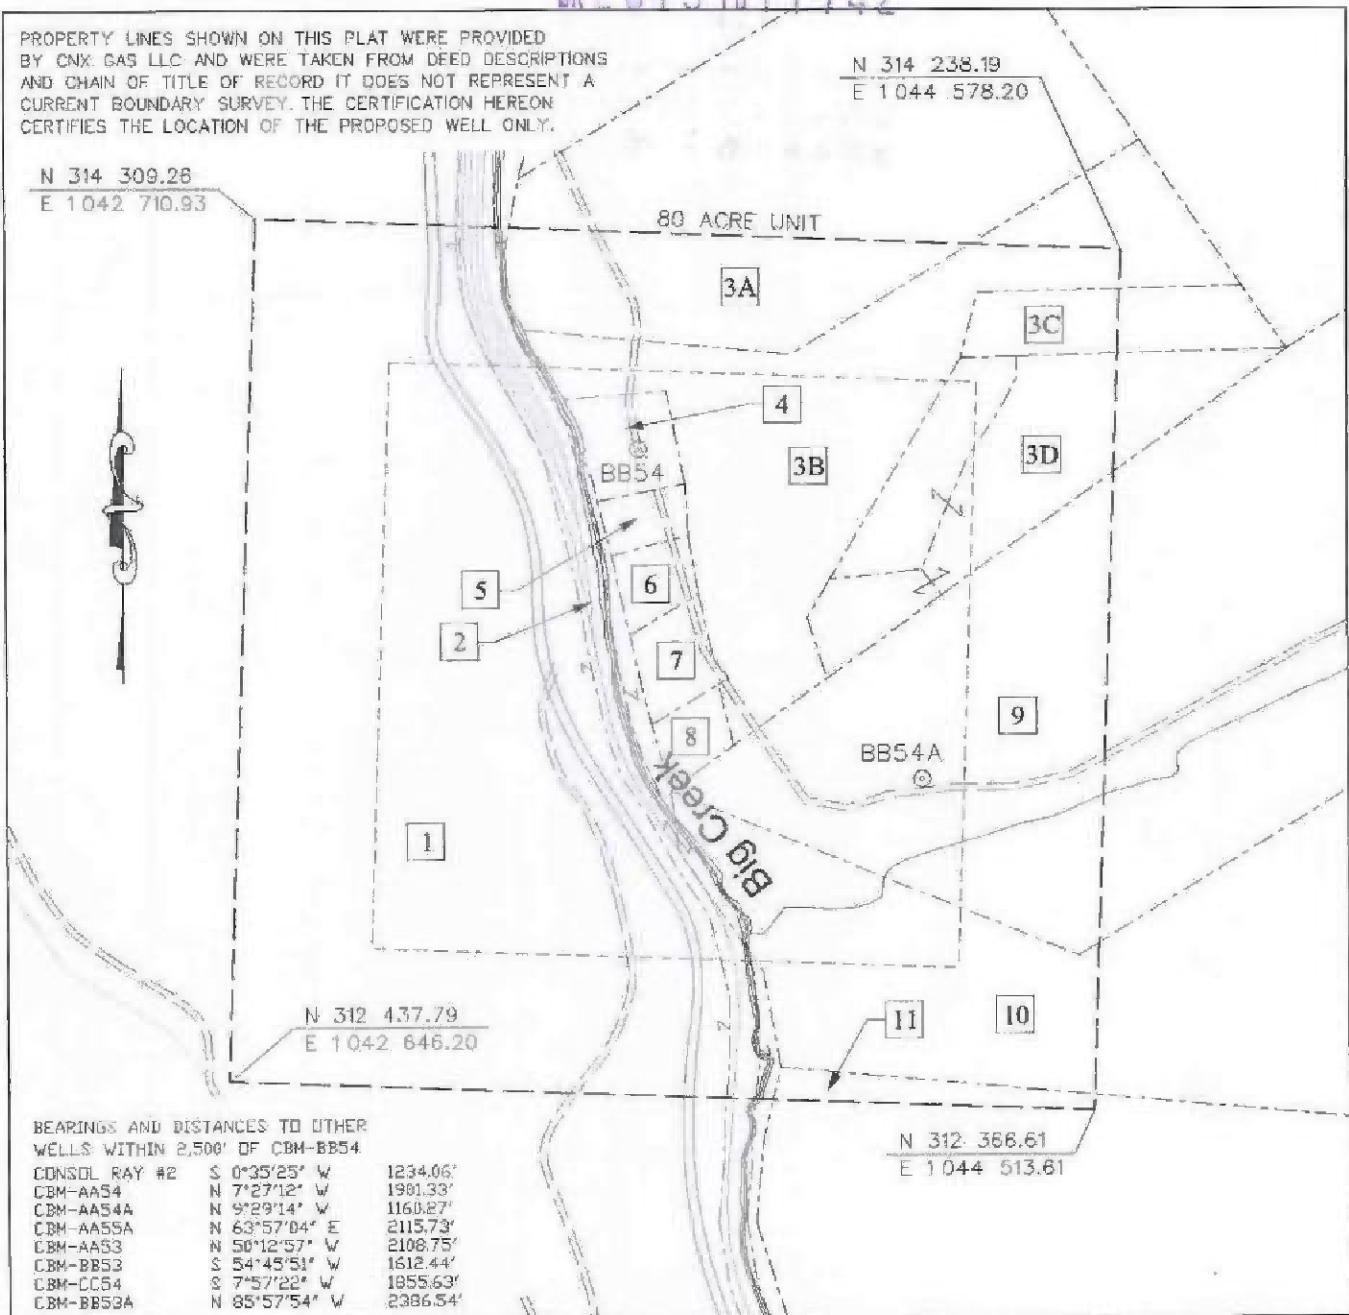 PROPERTY LINES SHOWN ON THIS PLAT WERE PROVIDED
BY CNX GAS LLC AND WERE TAKEN FROM DEED DESCRIPTIONS
AND CHAIN OF TITLE OF RECORD IT DOES NOT REPRESENT A
CURRENT BOUNDARY SURVEY. THE CERTIFICATION HEREON
CERTIFIES THE LOCATION OF THE PROPOSED WELL ONLY.
N 314 238.19
E 1 044 578.20
N 314 309.26
E 1 042 710.93
80 ACRE UNIT
3A
3C
4
3B
3D
BB54
5
6
2
7
9
8
BB54A
Big Creek
1
N 312 437.79
E 1 042 646.20
11
10
N 312 366.61
E 1 044 513.61
BEARINGS AND DISTANCES TO OTHER
WELLS WITHIN 2,500' OF CBM-BB54
CONSOL RAY #2 S 0°35'25" W 1234.06'
CBM-AA54 N 7°27'12" W 1981.33'
CBM-AA54A N 9°29'14" W 1160.27'
CBM-AA55A N 63°57'04" E 2115.73'
CBM-AA53 N 50°12'57" W 2108.75'
CBM-BB53 S 54°45'51" W 1612.44'
CBM-CC54 S 7°57'22" W 1855.63'
CBM-BB53A N 85°57'54" W 2386.54'